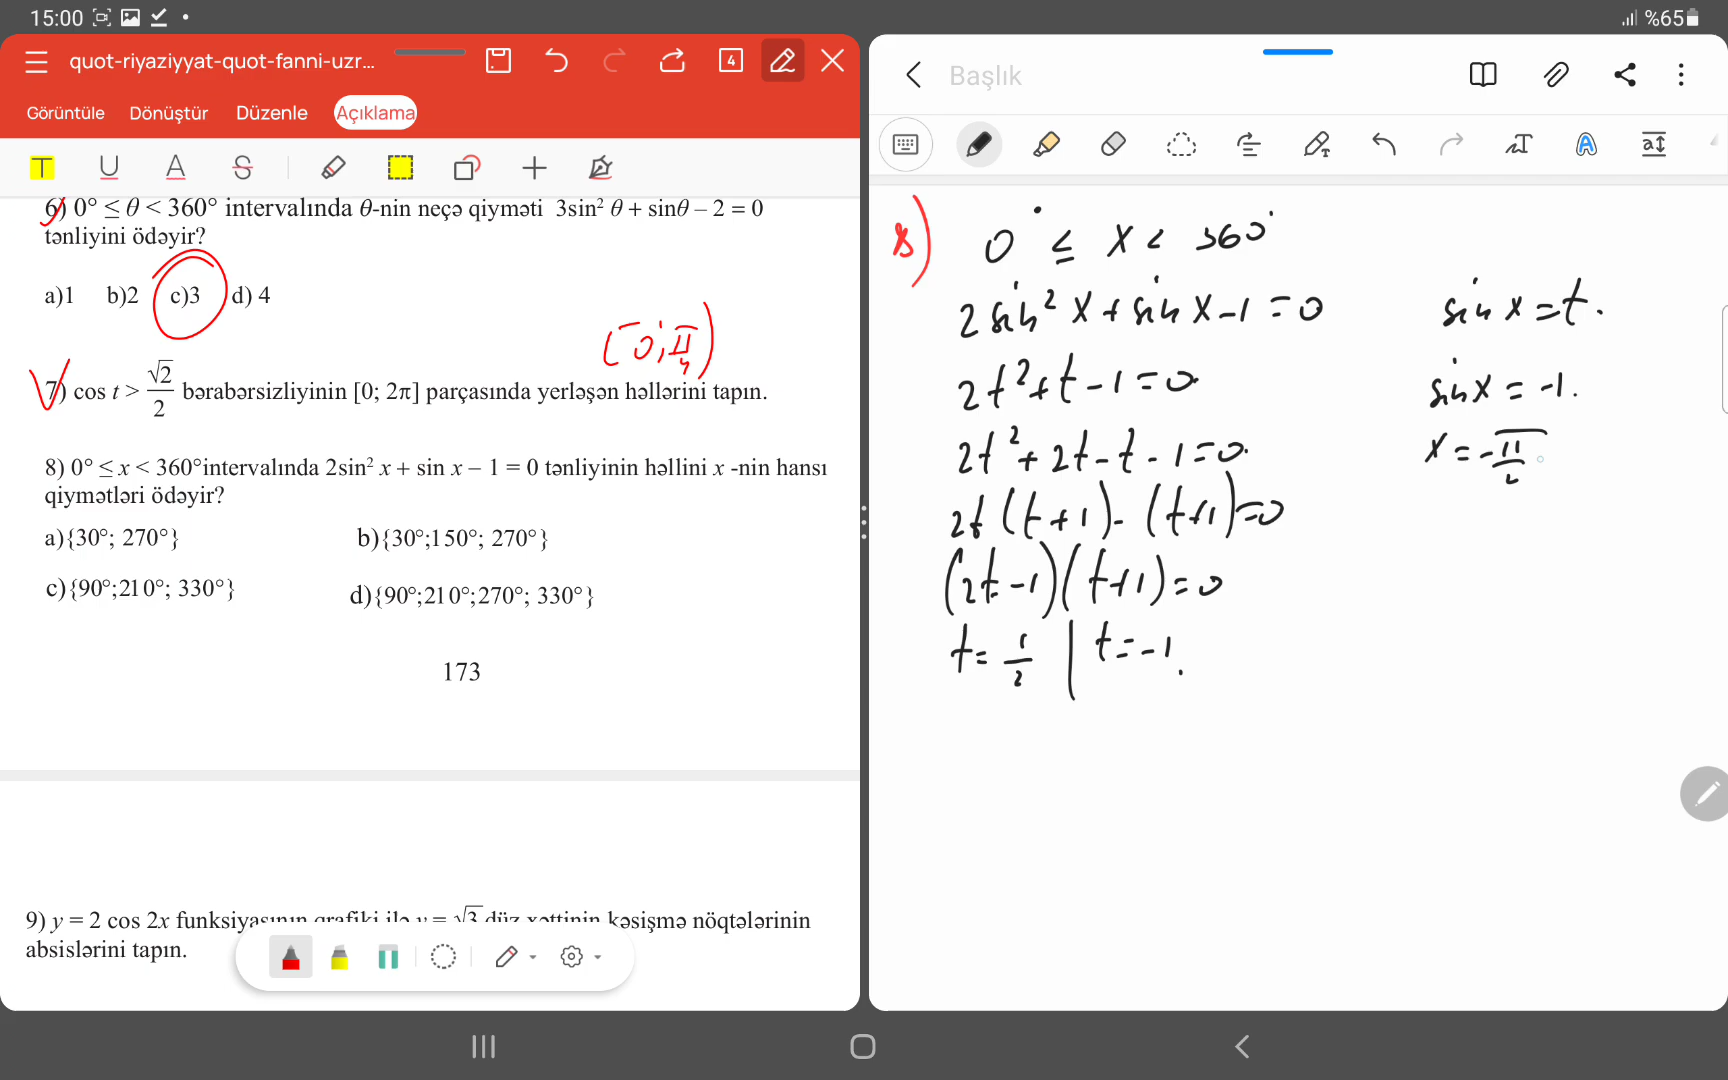 15:00
%65
quot-riyaziyyat-quot-fanni-uzr...
4
Görüntüle Dönüştür Düzenle Açıklama
T U A S
6) 0° ≤ θ < 360° intervalında θ-nin neçə qiyməti 3sin² θ + sinθ – 2 = 0
tənliyini ödəyir?
a)1 b)2 c)3 d) 4
[0; π/4)
7) cos t > √2/2 bərabərsizliyinin [0; 2π] parçasında yerləşən həllərini tapın.
8) 0° ≤ x < 360°intervalında 2sin² x + sin x – 1 = 0 tənliyinin həllini x -nin hansı
qiymətləri ödəyir?
a){30°; 270°} b){30°;150°; 270°}
c){90°;210°; 330°} d){90°;210°;270°; 330°}
173
9) y = 2 cos 2x funksiyasının qrafiki ilə y = √3 düz xəttinin kəsişmə nöqtələrinin
absislərini tapın.
Başlık
8) 0° ≤ x < 360°
2 sin² x + sin x – 1 = 0
2t² + t – 1 = 0
2t² + 2t – t – 1 = 0.
2t (t+1) – (t+1) = 0
(2t – 1)(t+1) = 0
t = 1/2 | t = –1.
sin x = t.
sin x = –1.
x = –π/2